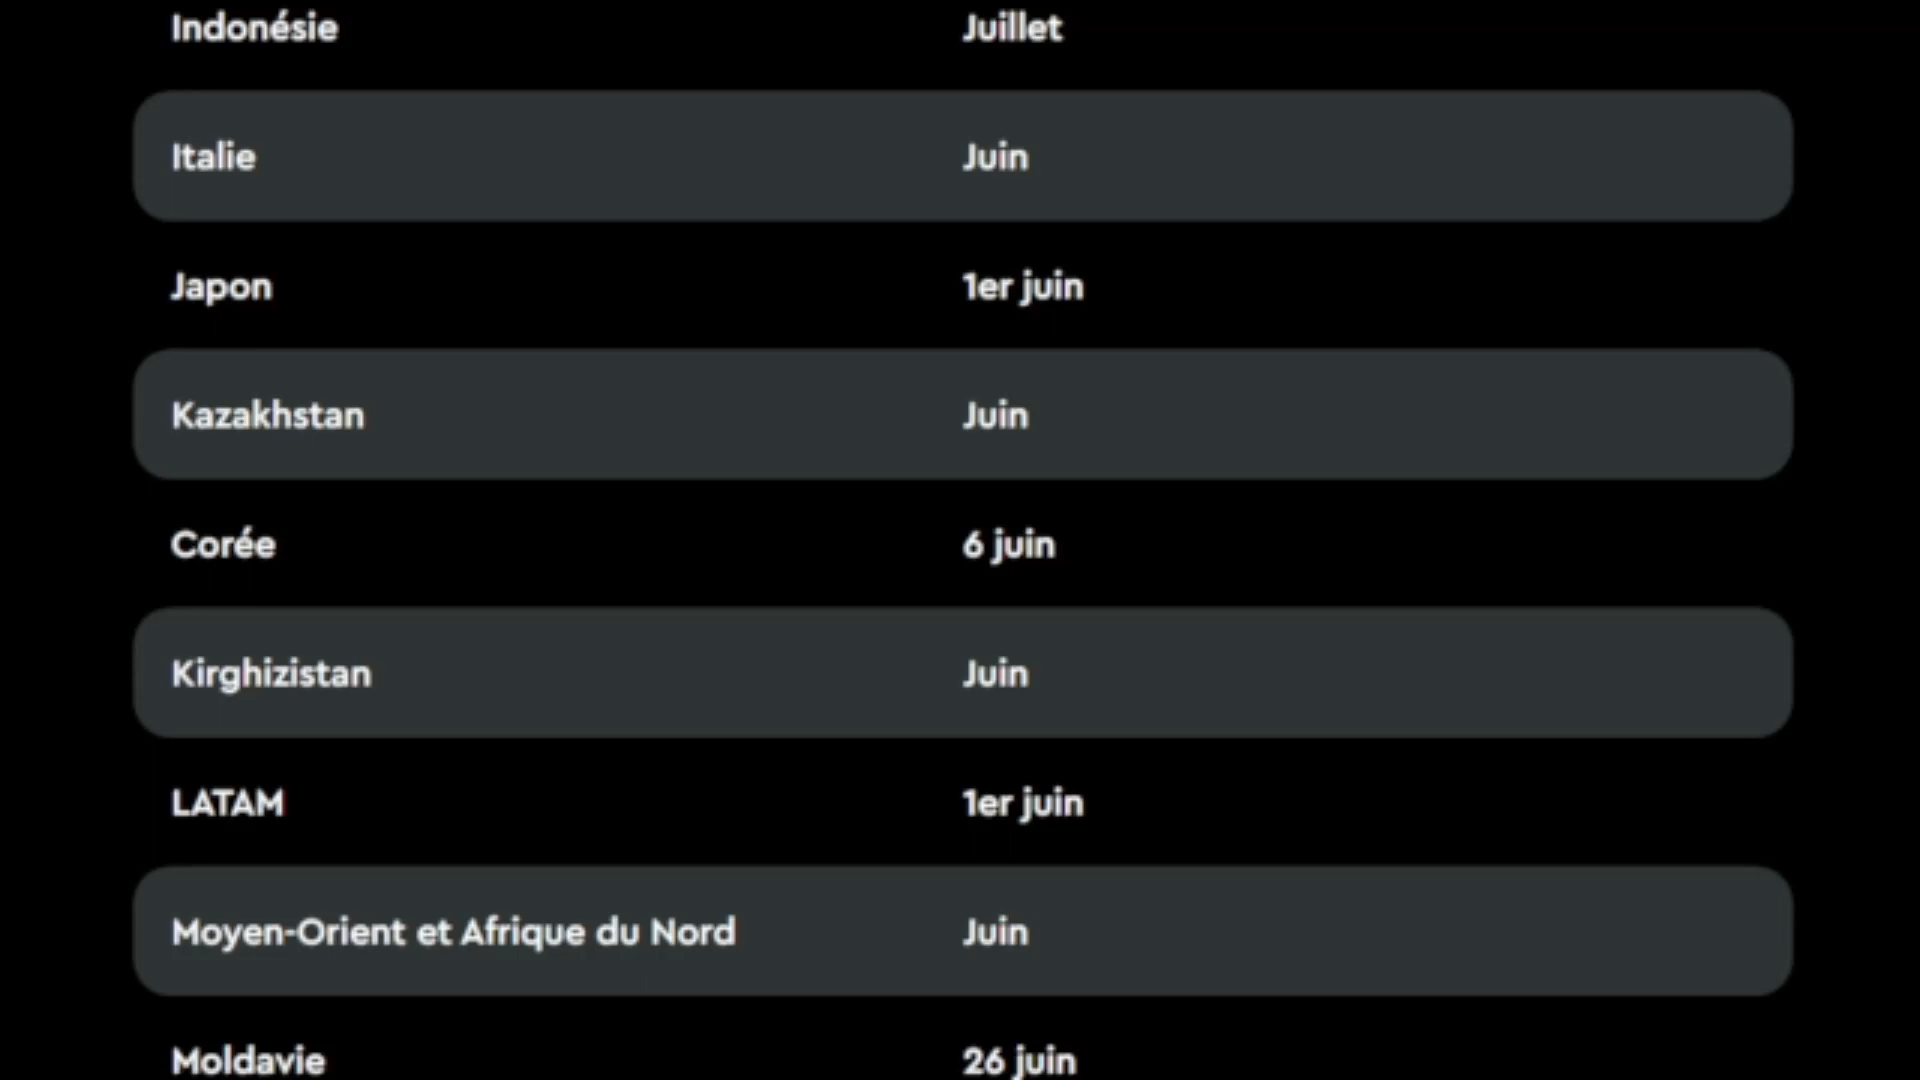 Indonésie Juillet
Italie Juin
Japon 1er juin
Kazakhstan Juin
Corée 6 juin
Kirghizistan Juin
LATAM 1er juin
Moyen-Orient et Afrique du Nord Juin
Moldavie 26 juin